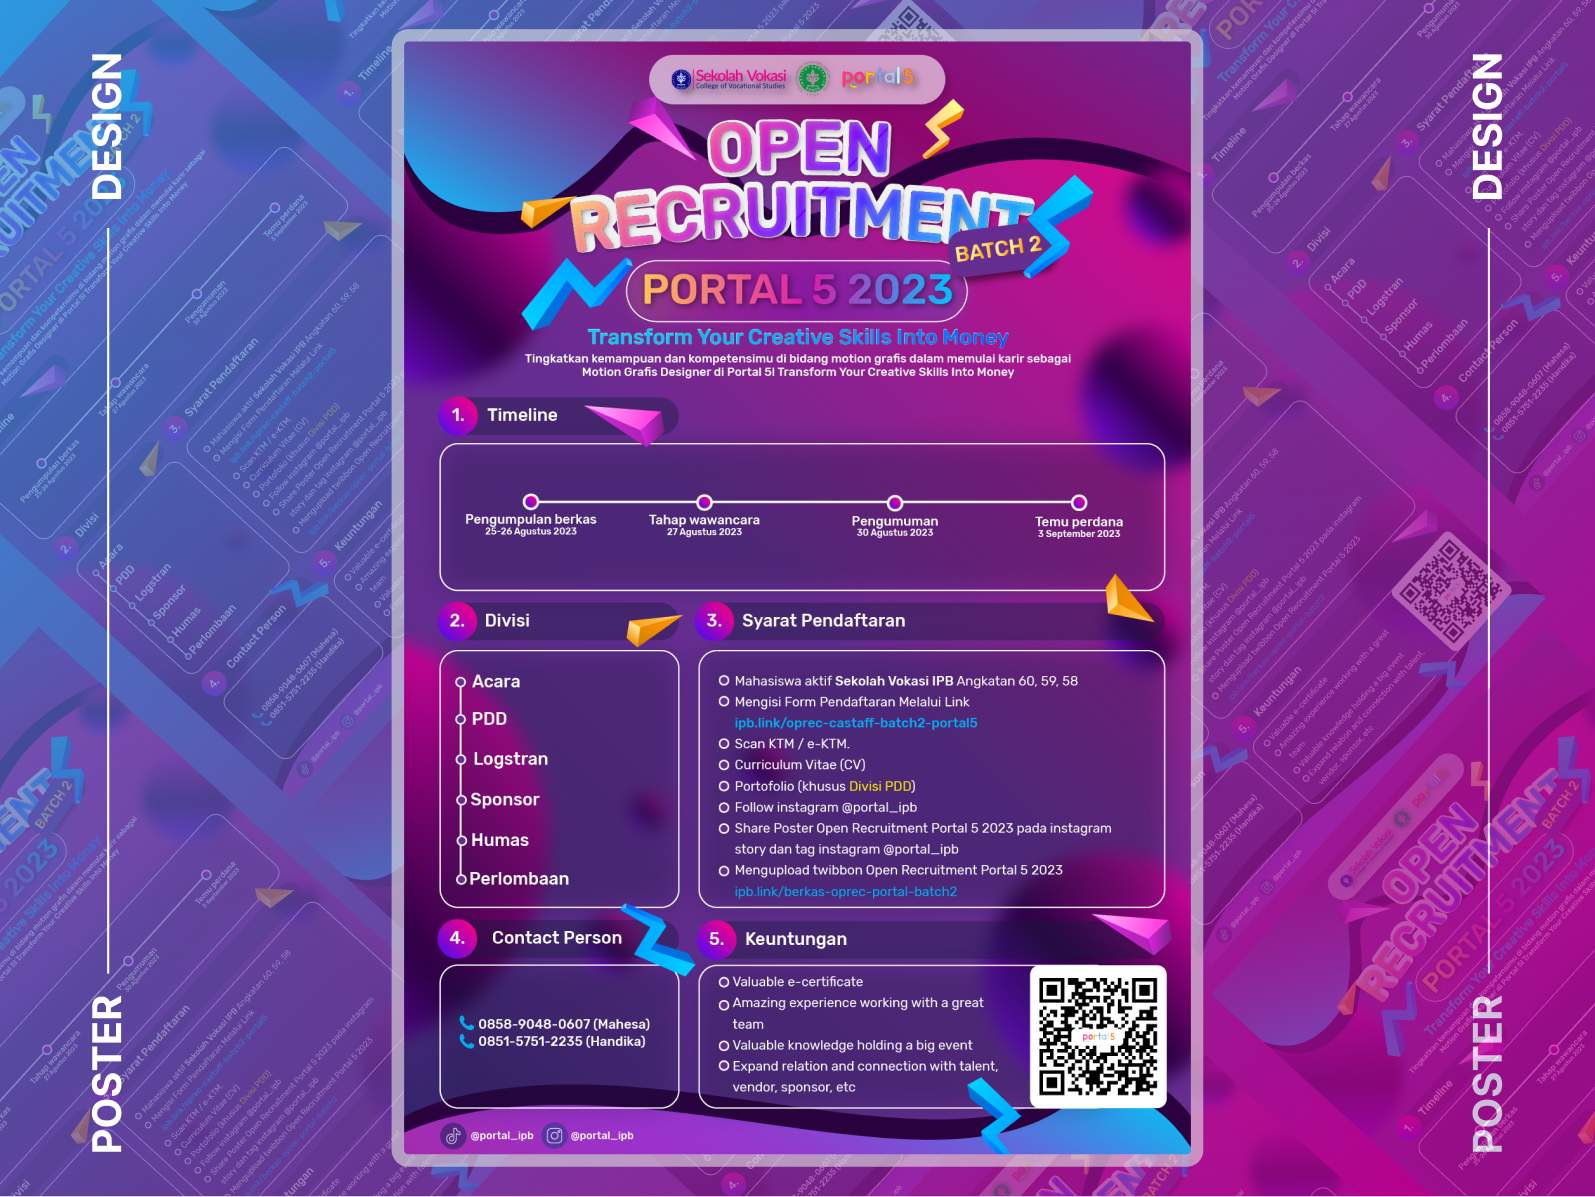 DESIGN
POSTER
Sekolah Vokasi
College of Vocational Studies
portal 5
OPEN
RECRUITMENT
BATCH 2
PORTAL 5 2023
Transform Your Creative Skills Into Money
Tingkatkan kemampuan dan kompetensimu di bidang motion grafis dalam memulai karir sebagai
Motion Grafis Designer di Portal 5! Transform Your Creative Skills Into Money
1. Timeline
Pengumpulan berkas
25-26 Agustus 2023
Tahap wawancara
27 Agustus 2023
Pengumuman
30 Agustus 2023
Temu perdana
3 September 2023
2. Divisi
Acara
PDD
Logstran
Sponsor
Humas
Perlombaan
3. Syarat Pendaftaran
Mahasiswa aktif Sekolah Vokasi IPB Angkatan 60, 59, 58
Mengisi Form Pendaftaran Melalui Link
ipb.link/oprec-castaff-batch2-portal5
Scan KTM / e-KTM.
Curriculum Vitae (CV)
Portofolio (khusus Divisi PDD)
Follow instagram @portal_ipb
Share Poster Open Recruitment Portal 5 2023 pada instagram
story dan tag instagram @portal_ipb
Mengupload twibbon Open Recruitment Portal 5 2023
ipb.link/berkas-oprec-portal-batch2
4. Contact Person
0858-9048-0607 (Mahesa)
0851-5751-2235 (Handika)
5. Keuntungan
Valuable e-certificate
Amazing experience working with a great
team
Valuable knowledge holding a big event
Expand relation and connection with talent,
vendor, sponsor, etc
portal 5
@portal_ipb
@portal_ipb
DESIGN
POSTER